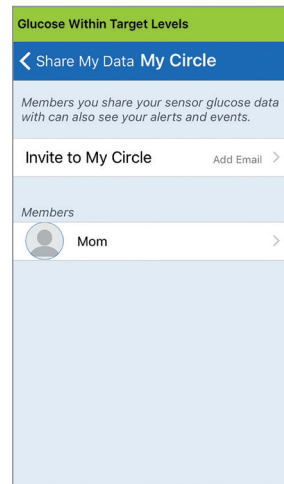 Glucose Within Target Levels
Share My Data My Circle
Members you share your sensor glucose data
with can also see your alerts and events.
Invite to My Circle Add Email
Members
Mom